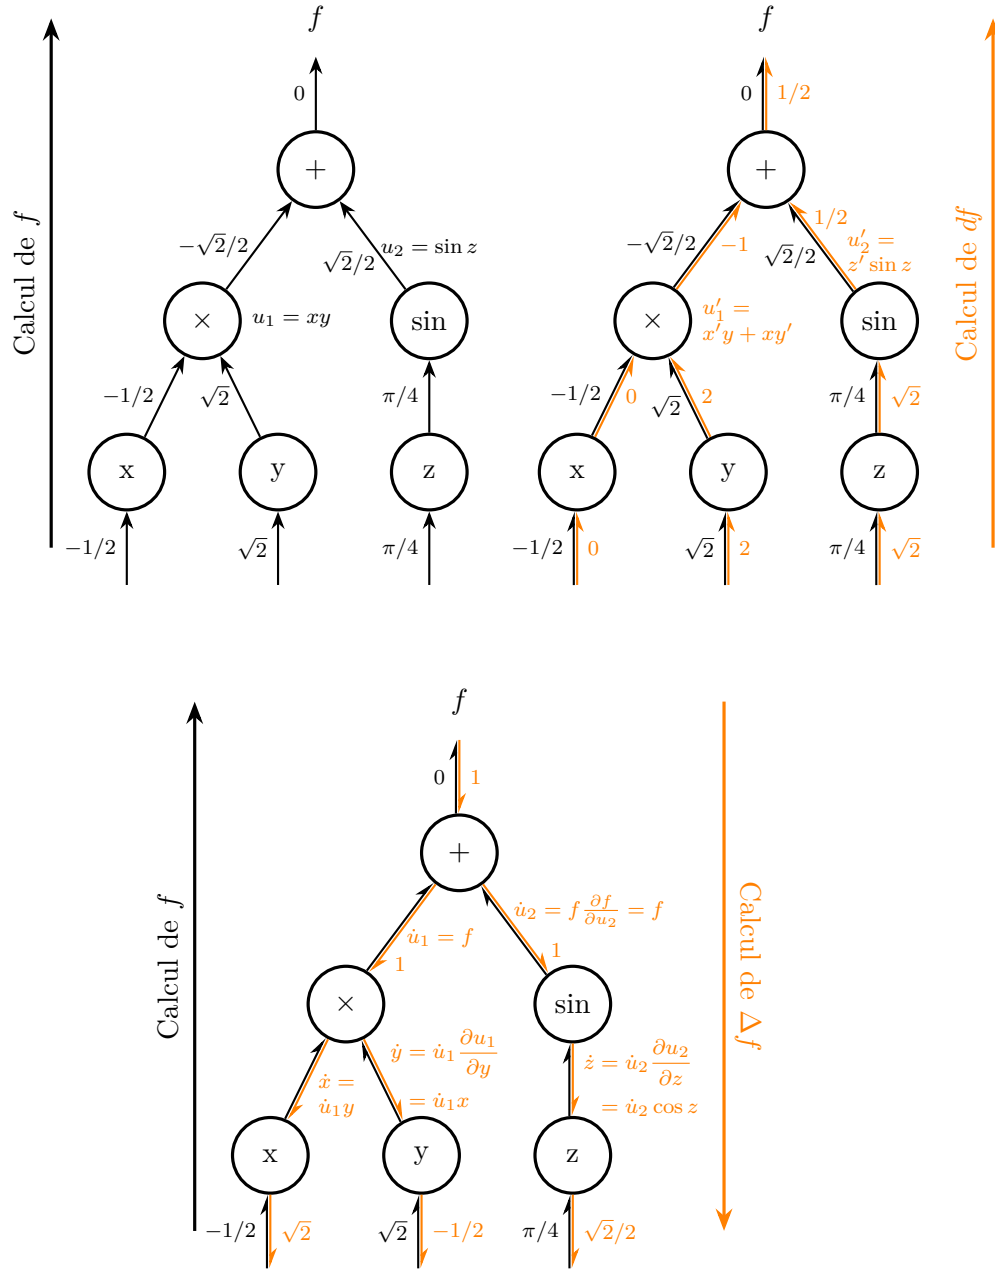 f
Calcul de f
0
+
−√2/2
√2/2
u₂ = sin z
×
u₁ = xy
sin
−1/2
√2
π/4
x
y
z
−1/2
√2
π/4
f
Calcul de df
0
1/2
+
−√2/2
−1
√2/2
1/2
u′₂ =
z′ sin z
×
u′₁ =
x′y + xy′
sin
−1/2
0
√2
2
π/4
√2
x
y
z
−1/2
0
√2
2
π/4
√2
f
Calcul de f
Calcul de Δf
0
1
+
u̇₁ = f
1
u̇₂ = f ∂f/∂u₂ = f
1
×
sin
ẋ =
u̇₁y
ẏ = u̇₁ ∂u₁/∂y
= u̇₁x
ż = u̇₂ ∂u₂/∂z
= u̇₂ cos z
x
y
z
−1/2
√2
√2
−1/2
π/4
√2/2